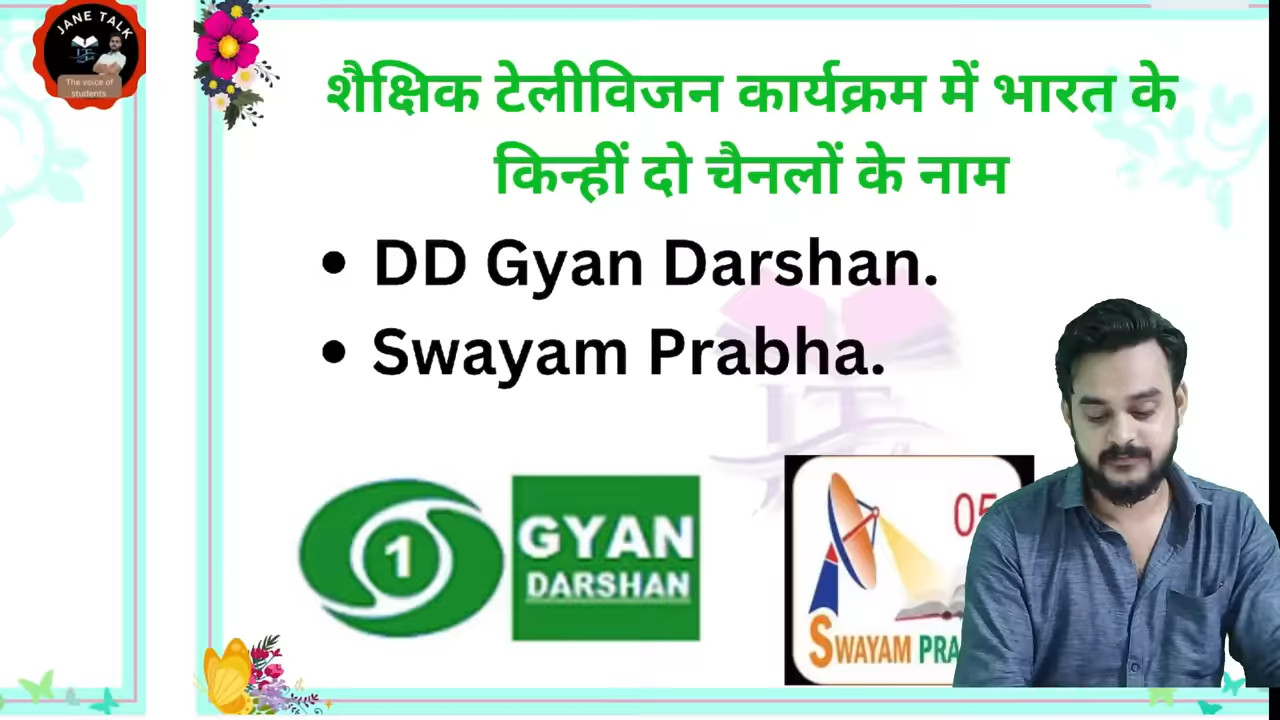 JANE TALK
The voice of
students
शैक्षिक टेलीविजन कार्यक्रम में भारत के
किन्हीं दो चैनलों के नाम
• DD Gyan Darshan.
• Swayam Prabha.
1
GYAN
DARSHAN
05
SWAYAM PRA